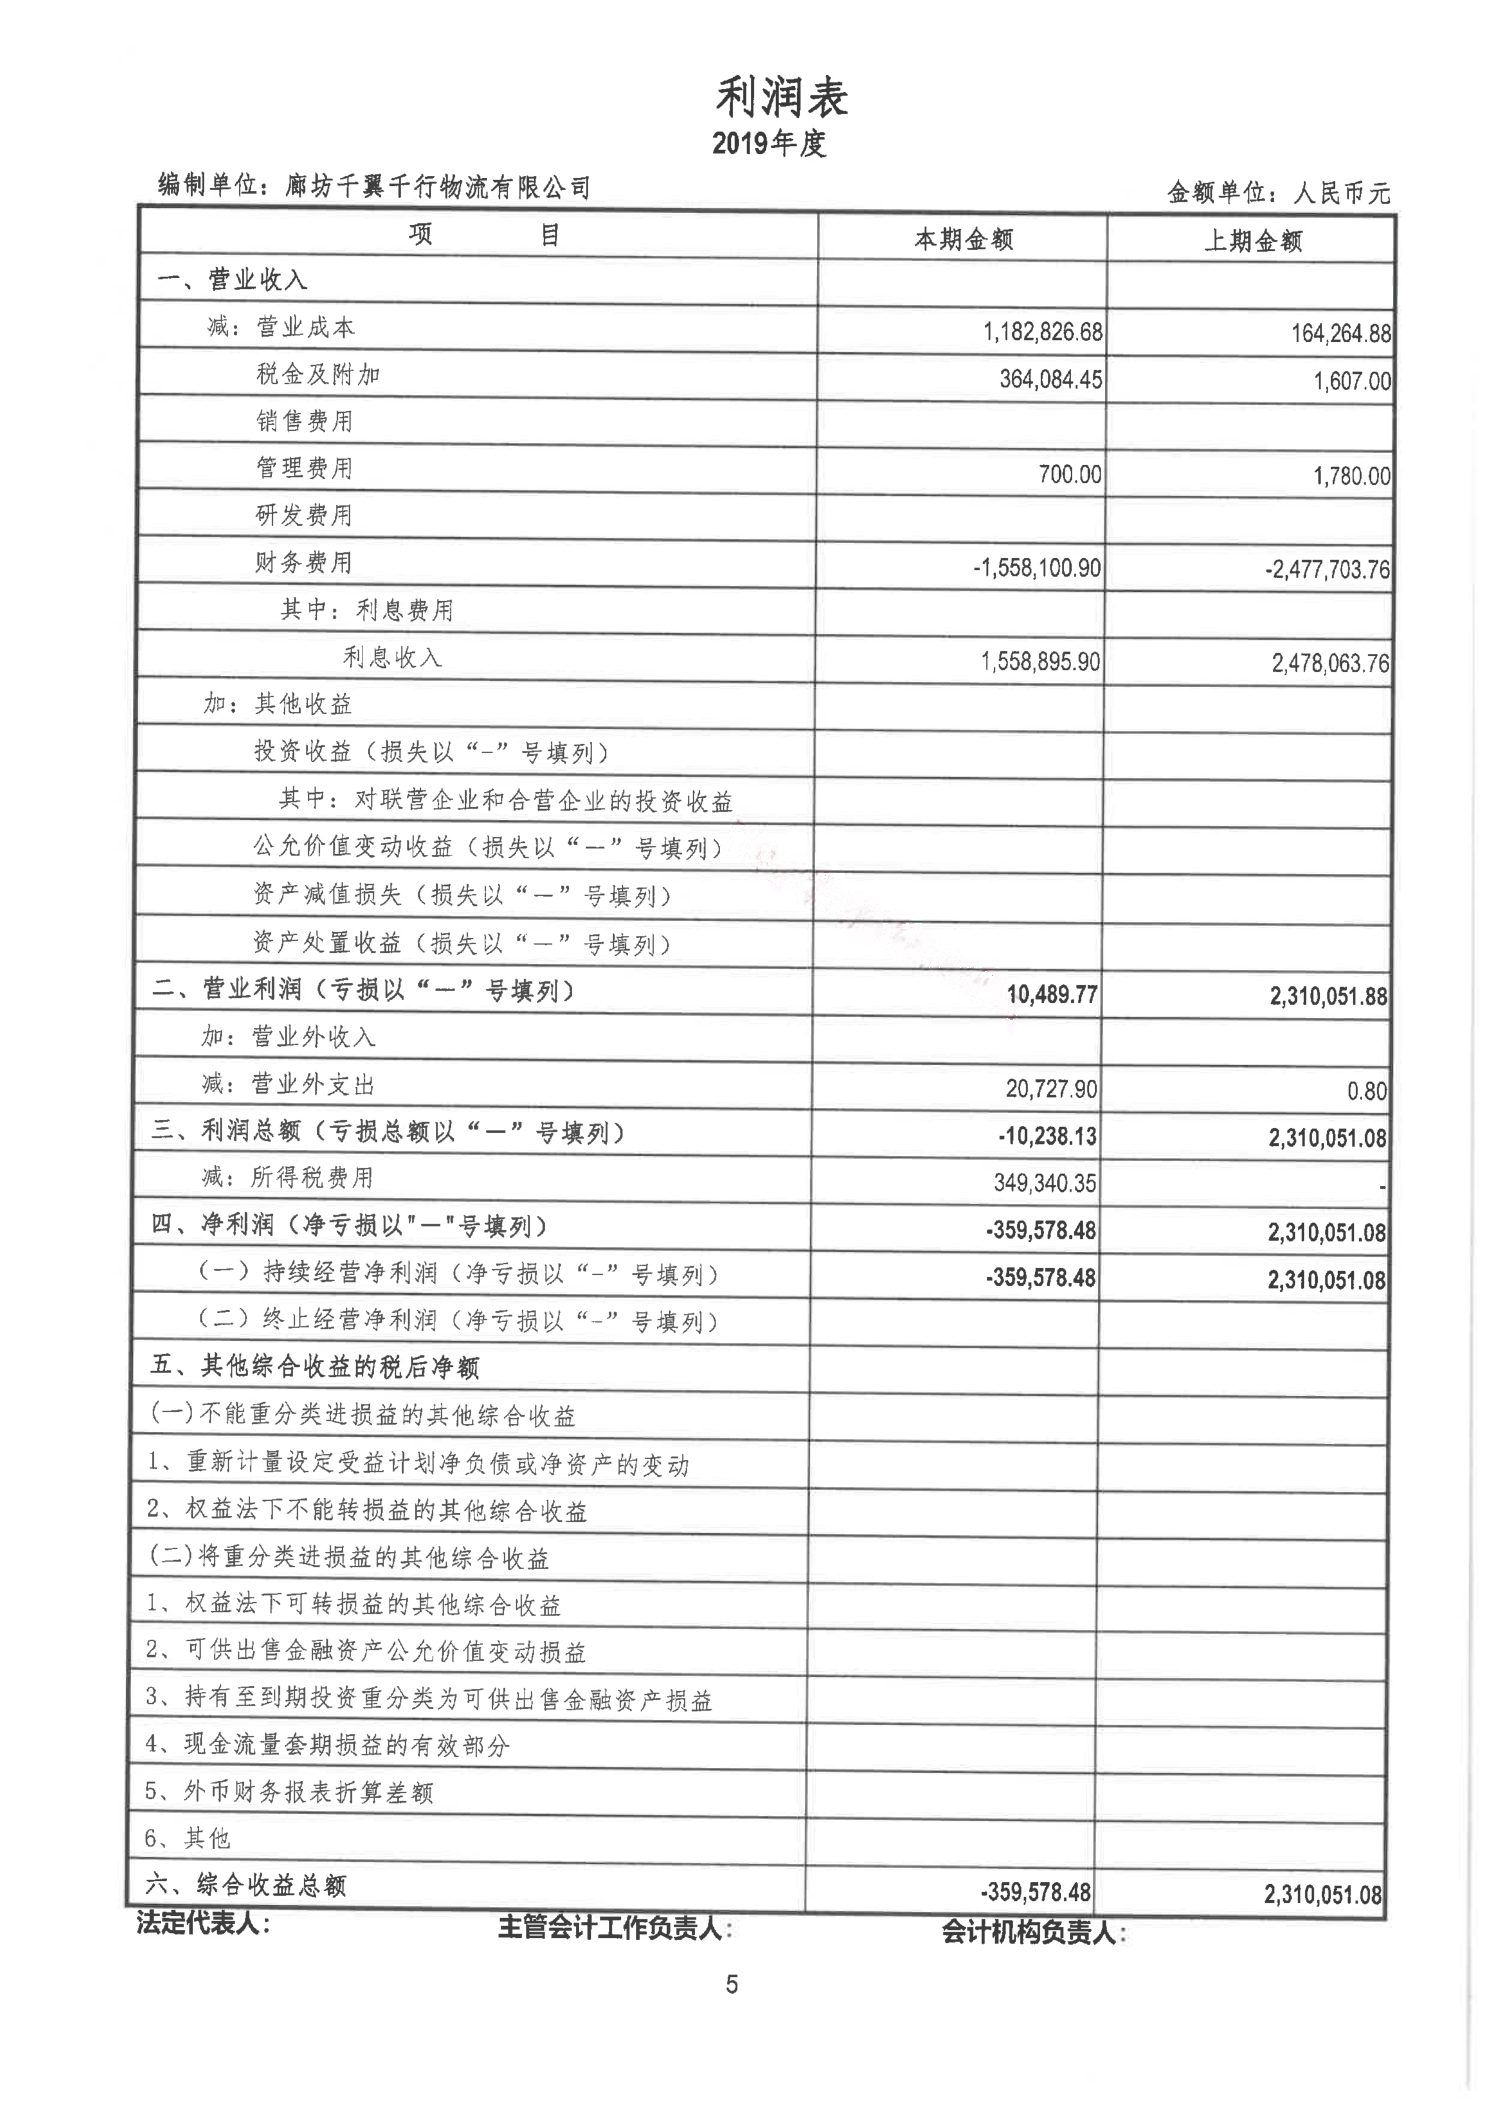 利润表
2019年度
编制单位：廊坊千翼千行物流有限公司 金额单位：人民币元
项 目 本期金额 上期金额
一、营业收入
减：营业成本 1,182,826.68 164,264.88
税金及附加 364,084.45 1,607.00
销售费用
管理费用 700.00 1,780.00
研发费用
财务费用 -1,558,100.90 -2,477,703.76
其中：利息费用
利息收入 1,558,895.90 2,478,063.76
加：其他收益
投资收益（损失以“-”号填列）
其中：对联营企业和合营企业的投资收益
公允价值变动收益（损失以“一”号填列）
资产减值损失（损失以“一”号填列）
资产处置收益（损失以“一”号填列）
二、营业利润（亏损以“一”号填列） 10,489.77 2,310,051.88
加：营业外收入
减：营业外支出 20,727.90 0.80
三、利润总额（亏损总额以“一”号填列） -10,238.13 2,310,051.08
减：所得税费用 349,340.35 -
四、净利润（净亏损以"一"号填列） -359,578.48 2,310,051.08
（一）持续经营净利润（净亏损以“-”号填列） -359,578.48 2,310,051.08
（二）终止经营净利润（净亏损以“-”号填列）
五、其他综合收益的税后净额
(一)不能重分类进损益的其他综合收益
1、重新计量设定受益计划净负债或净资产的变动
2、权益法下不能转损益的其他综合收益
(二)将重分类进损益的其他综合收益
1、权益法下可转损益的其他综合收益
2、可供出售金融资产公允价值变动损益
3、持有至到期投资重分类为可供出售金融资产损益
4、现金流量套期损益的有效部分
5、外币财务报表折算差额
6、其他
六、综合收益总额 -359,578.48 2,310,051.08
法定代表人： 主管会计工作负责人： 会计机构负责人：
5